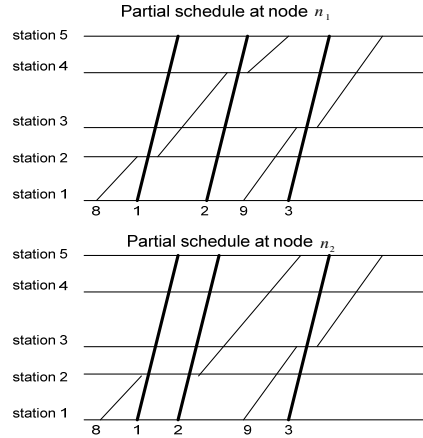 Partial schedule at node n1
station 5
station 4
station 3
station 2
station 1
8 1 2 9 3
Partial schedule at node n2
station 5
station 4
station 3
station 2
station 1
8 1 2 9 3